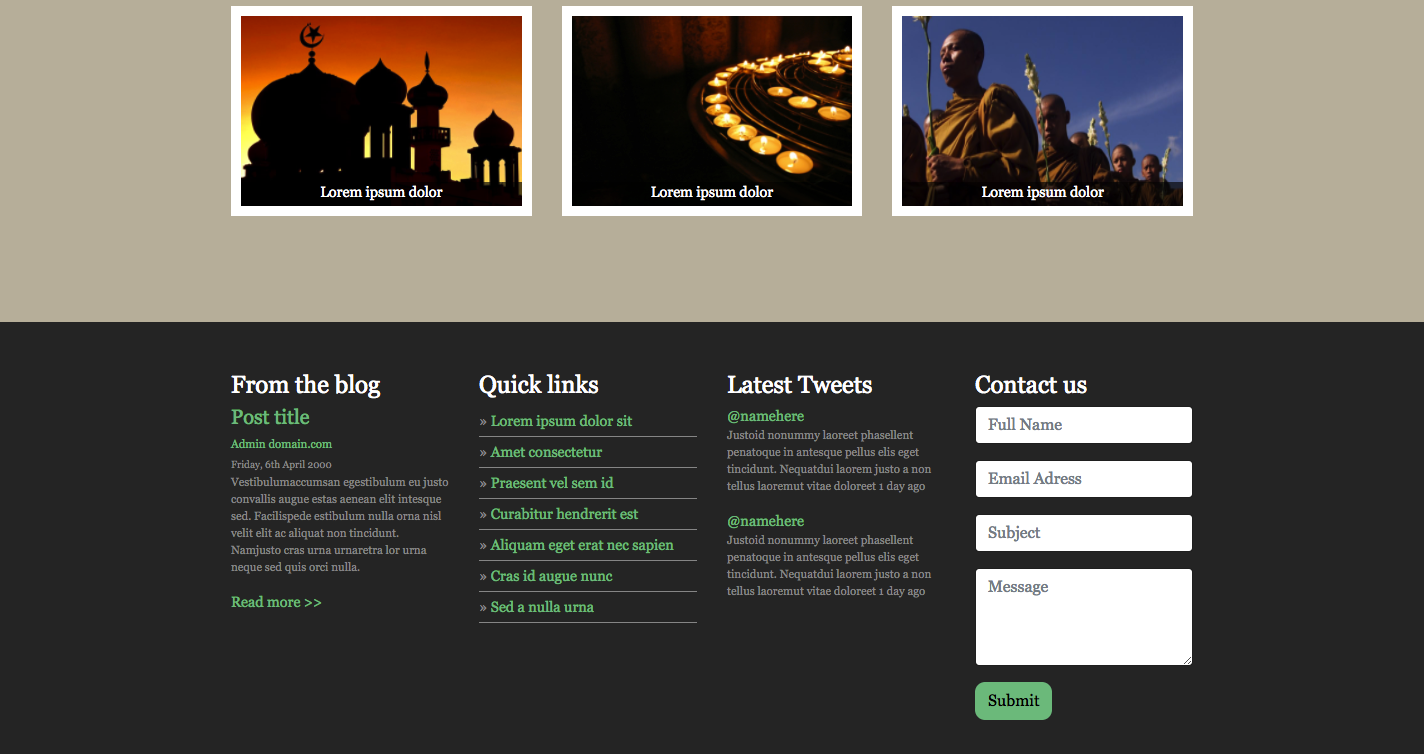 Lorem ipsum dolor
Lorem ipsum dolor
Lorem ipsum dolor
From the blog
Post title
Admin domain.com
Friday, 6th April 2000
Vestibulumaccumsan egestibulum eu justo
convallis augue estas aenean elit intesque
sed. Facilispede estibulum nulla orna nisl
velit elit ac aliquat non tincidunt.
Namjusto cras urna urnaretra lor urna
neque sed quis orci nulla.
Read more >>
Quick links
» Lorem ipsum dolor sit
» Amet consectetur
» Praesent vel sem id
» Curabitur hendrerit est
» Aliquam eget erat nec sapien
» Cras id augue nunc
» Sed a nulla urna
Latest Tweets
@namehere
Justoid nonummy laoreet phasellent
penatoque in antesque pellus elis eget
tincidunt. Nequatdui laorem justo a non
tellus laoremut vitae doloreet 1 day ago
@namehere
Justoid nonummy laoreet phasellent
penatoque in antesque pellus elis eget
tincidunt. Nequatdui laorem justo a non
tellus laoremut vitae doloreet 1 day ago
Contact us
Full Name
Email Adress
Subject
Message
Submit